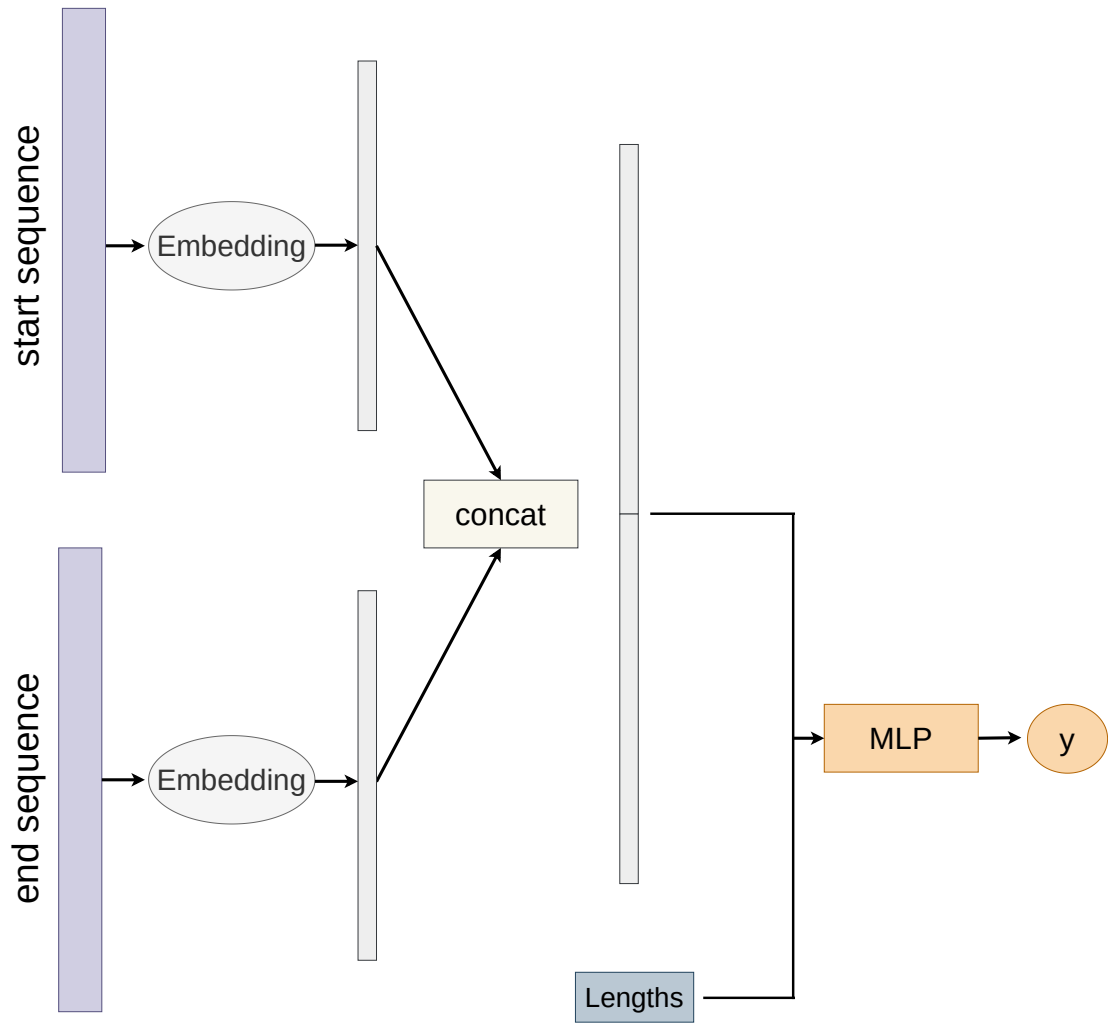 start sequence
Embedding
concat
end sequence
Embedding
MLP
y
Lengths